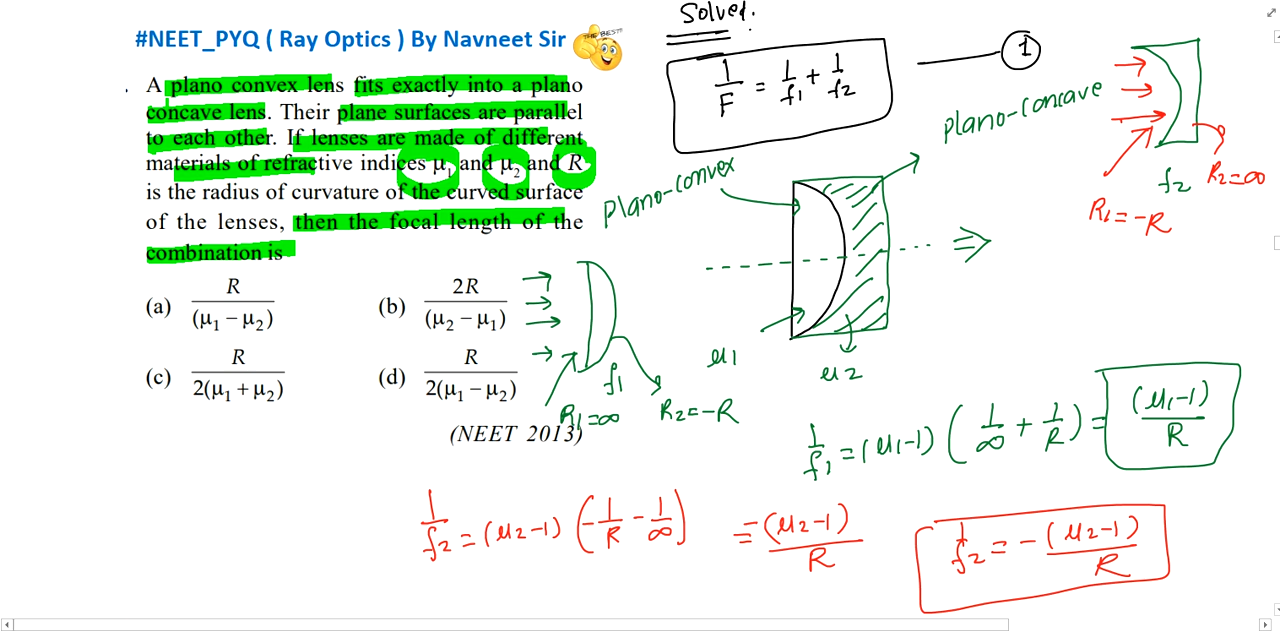 #NEET_PYQ ( Ray Optics ) By Navneet Sir
THE BEST!!
. A plano convex lens fits exactly into a plano
concave lens. Their plane surfaces are parallel
to each other. If lenses are made of different
materials of refractive indices μ₁ and μ₂ and R
is the radius of curvature of the curved surface
of the lenses, then the focal length of the
combination is
(a) R/(μ₁ − μ₂) (b) 2R/(μ₂ − μ₁)
(c) R/2(μ₁ + μ₂) (d) R/2(μ₁ − μ₂)
(NEET 2013)
Solved.
1/F = 1/f₁ + 1/f₂ — ①
plano-convex
plano-concave
μ1
μ2
f₂
R₁ = -R
R₂ = ∞
f₁
R₁ = ∞
R₂ = -R
1/f₁ = (μ₁-1) (1/∞ + 1/R) = (μ₁-1)/R
1/f₂ = (μ₂-1) (-1/R - 1/∞) = (μ₂-1)/R
1/f₂ = - (μ₂-1)/R